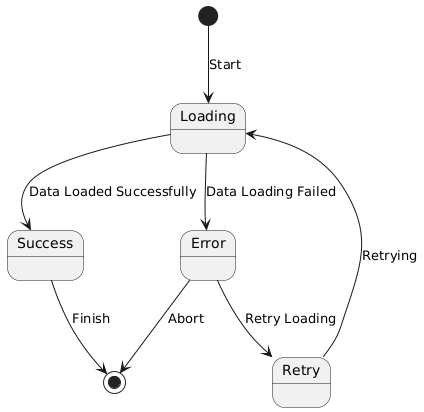 Start
Loading
Data Loaded Successfully
Data Loading Failed
Success
Error
Retrying
Finish
Abort
Retry Loading
Retry